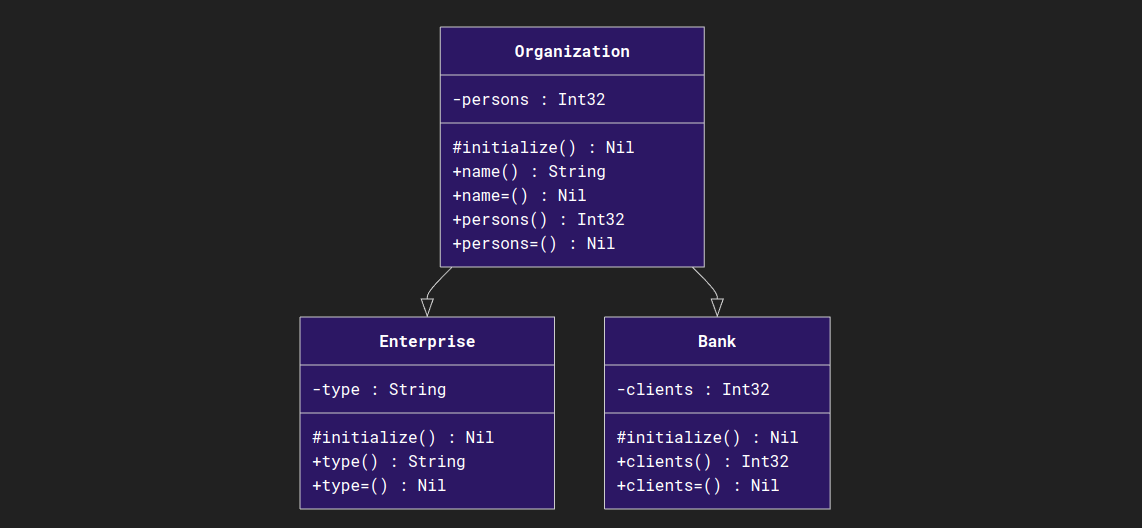 Organization
-persons : Int32
#initialize() : Nil
+name() : String
+name=() : Nil
+persons() : Int32
+persons=() : Nil
Enterprise
-type : String
#initialize() : Nil
+type() : String
+type=() : Nil
Bank
-clients : Int32
#initialize() : Nil
+clients() : Int32
+clients=() : Nil